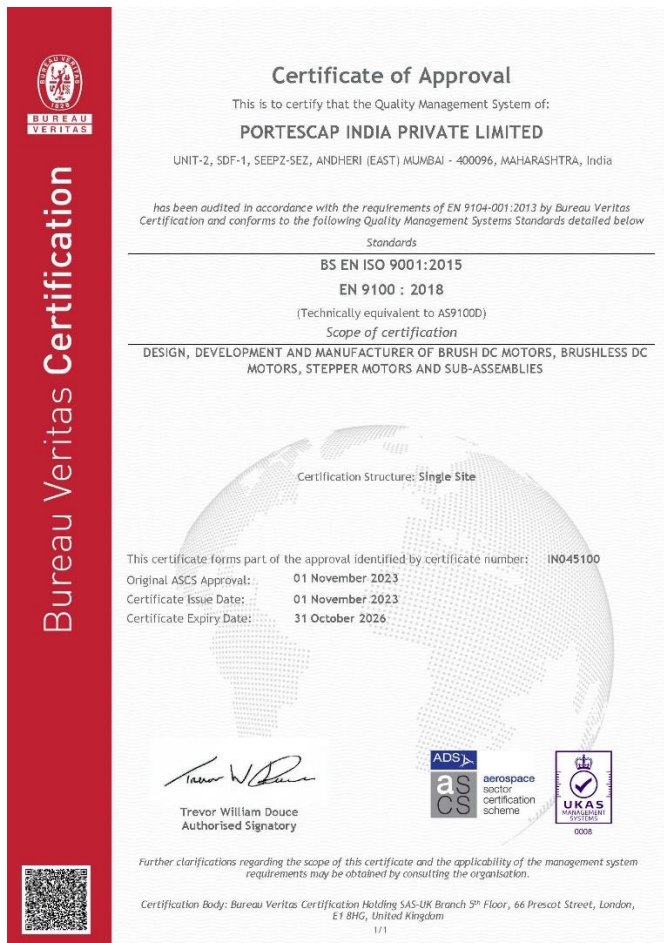 BUREAU VERITAS
1828
BUREAU
VERITAS
Bureau Veritas Certification
Certificate of Approval
This is to certify that the Quality Management System of:
PORTESCAP INDIA PRIVATE LIMITED
UNIT-2, SDF-1, SEEPZ-SEZ, ANDHERI (EAST) MUMBAI - 400096, MAHARASHTRA, India
has been audited in accordance with the requirements of EN 9104-001:2013 by Bureau Veritas
Certification and conforms to the following Quality Management Systems Standards detailed below
Standards
BS EN ISO 9001:2015
EN 9100 : 2018
(Technically equivalent to AS9100D)
Scope of certification
DESIGN, DEVELOPMENT AND MANUFACTURER OF BRUSH DC MOTORS, BRUSHLESS DC
MOTORS, STEPPER MOTORS AND SUB-ASSEMBLIES
Certification Structure: Single Site
This certificate forms part of the approval identified by certificate number: IN045100
Original ASCS Approval: 01 November 2023
Certificate Issue Date: 01 November 2023
Certificate Expiry Date: 31 October 2026
Trevor William Douce
Authorised Signatory
ADS
as
CS
aerospace
sector
certification
scheme
UKAS
MANAGEMENT
SYSTEMS
0008
Further clarifications regarding the scope of this certificate and the applicability of the management system
requirements may be obtained by consulting the organisation.
Certification Body: Bureau Veritas Certification Holding SAS-UK Branch 5th Floor, 66 Prescot Street, London,
E1 8HG, United Kingdom
1/1